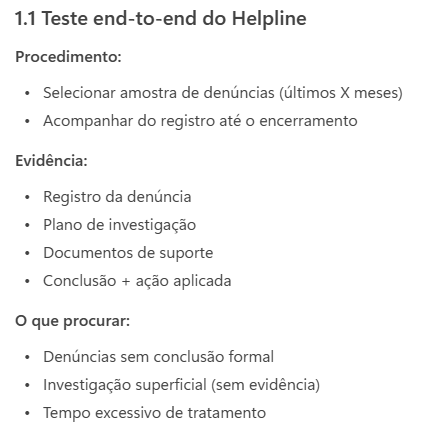 1.1 Teste end-to-end do Helpline
Procedimento:
• Selecionar amostra de denúncias (últimos X meses)
• Acompanhar do registro até o encerramento
Evidência:
• Registro da denúncia
• Plano de investigação
• Documentos de suporte
• Conclusão + ação aplicada
O que procurar:
• Denúncias sem conclusão formal
• Investigação superficial (sem evidência)
• Tempo excessivo de tratamento